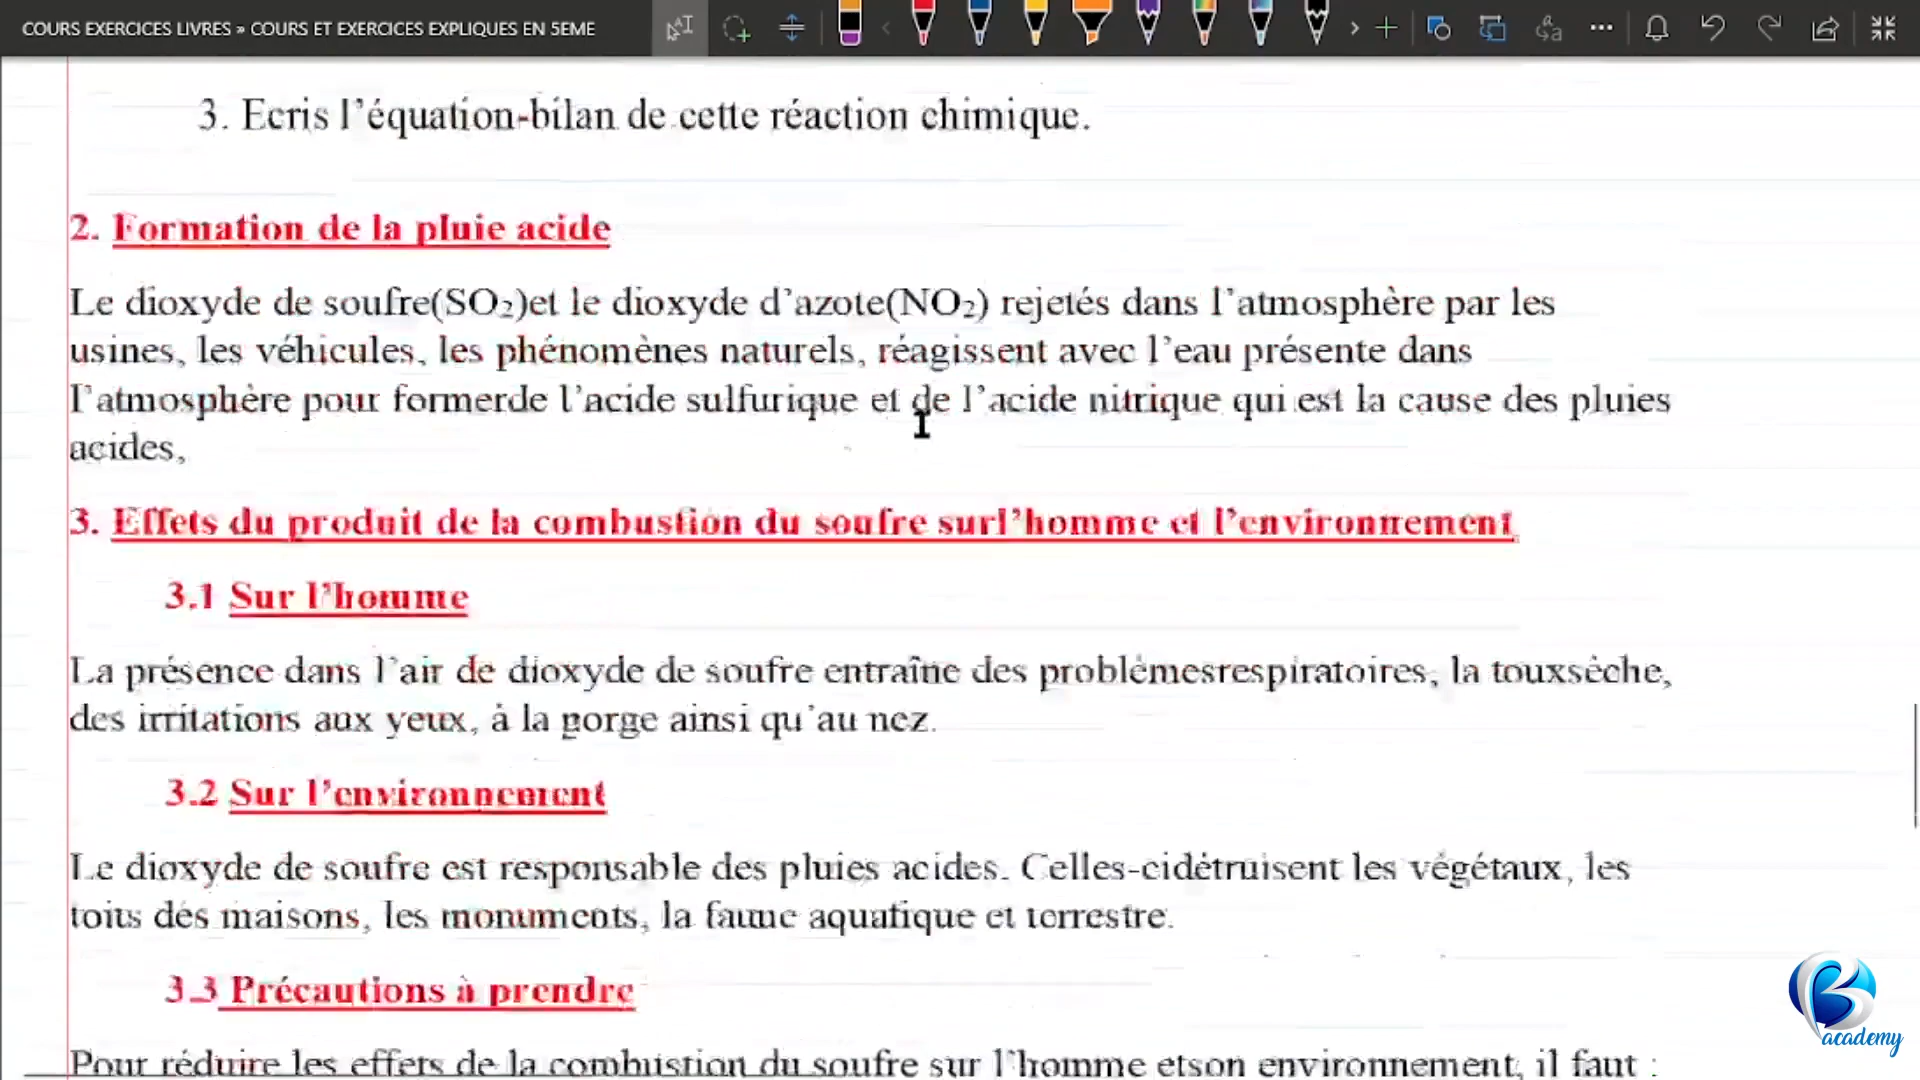 COURS EXERCICES LIVRES » COURS ET EXERCICES EXPLIQUES EN 5EME
3. Ecris l’équation-bilan de cette réaction chimique.
2. Formation de la pluie acide
Le dioxyde de soufre(SO₂)et le dioxyde d’azote(NO₂) rejetés dans l’atmosphère par les
usines, les véhicules, les phénomènes naturels, réagissent avec l’eau présente dans
l’atmosphère pour formerde l’acide sulfurique et de l’acide nitrique qui est la cause des pluies
acides,
3. Effets du produit de la combustion du soufre surl’homme et l’environnement
3.1 Sur l’homme
La présence dans l’air de dioxyde de soufre entraîne des problèmesrespiratoires, la touxsèche,
des irritations aux yeux, à la gorge ainsi qu’au nez.
3.2 Sur l’environnement
Le dioxyde de soufre est responsable des pluies acides. Celles-cidétruisent les végétaux, les
toits des maisons, les monuments, la faune aquatique et terrestre.
3.3 Précautions à prendre
Pour réduire les effets de la combustion du soufre sur l’homme etson environnement, il faut :
B academy